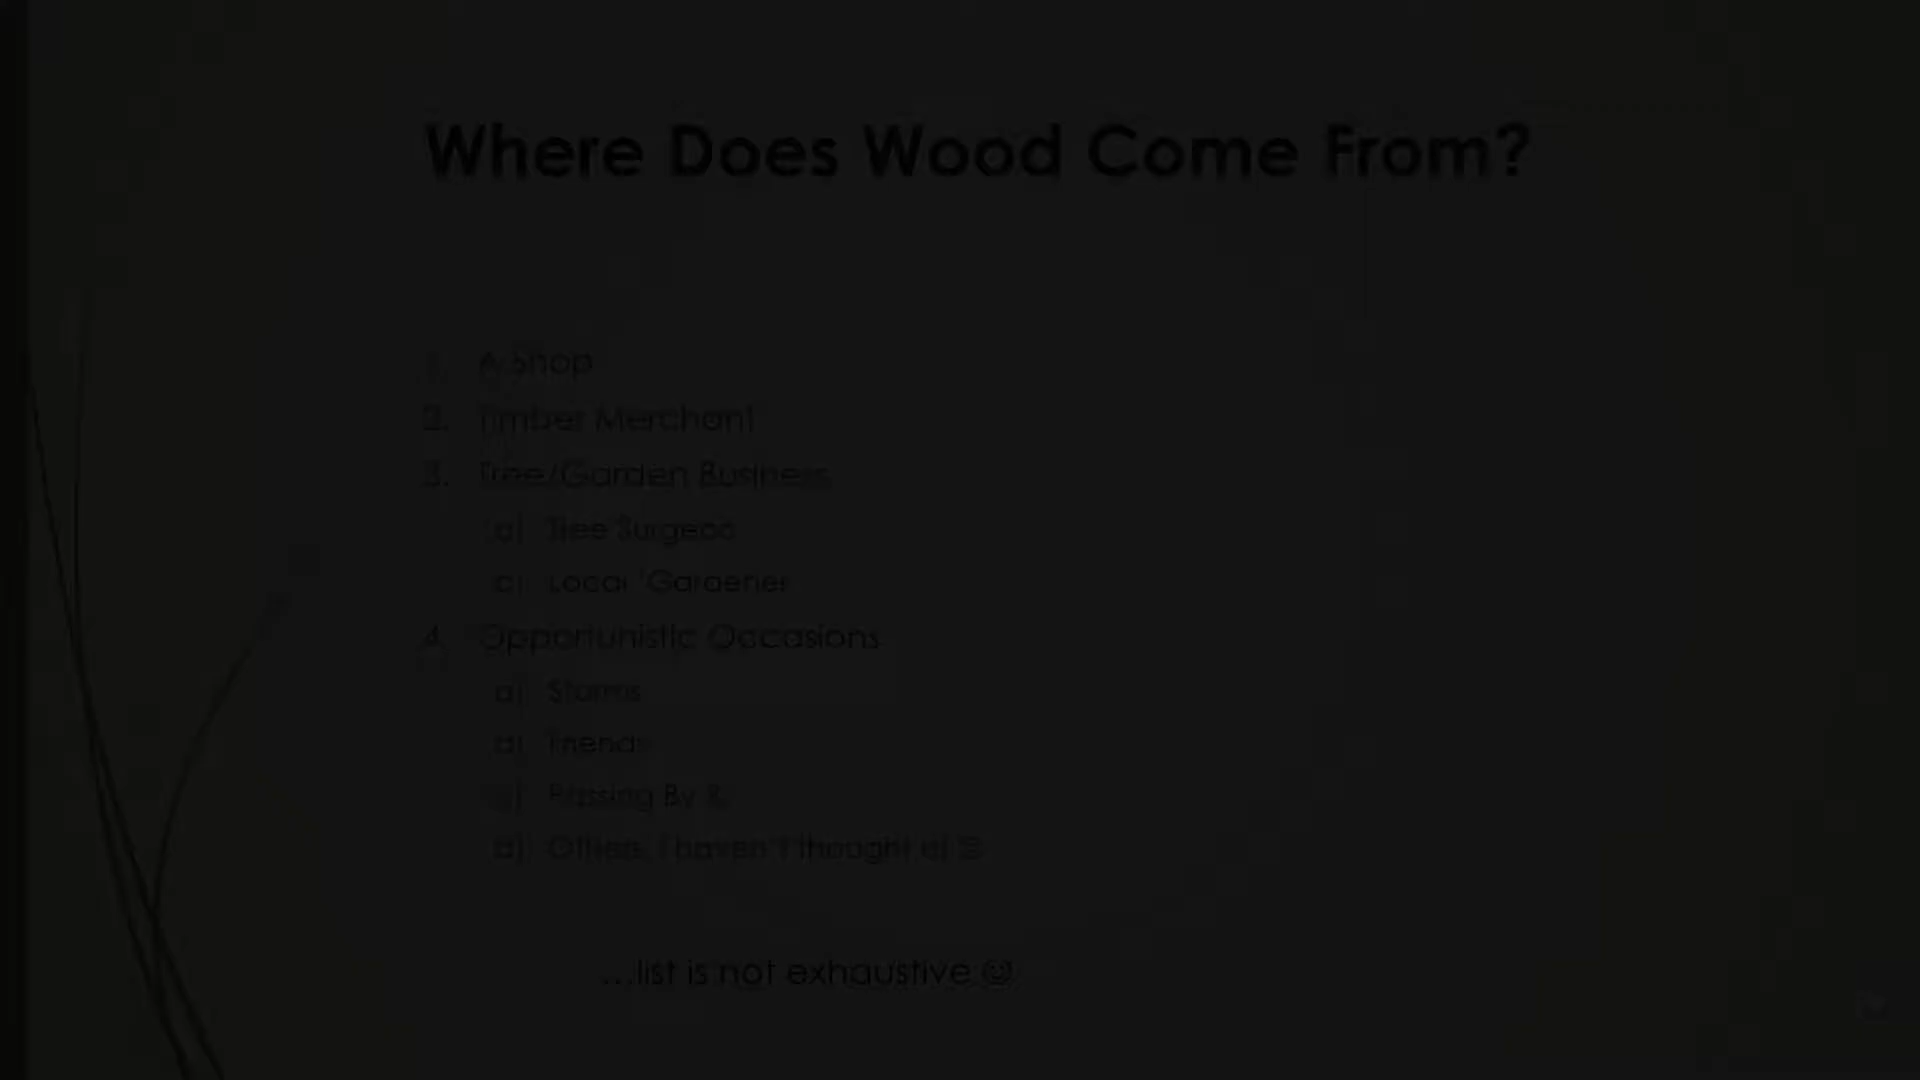 Where Does Wood Come From?
1. A Shop
2. Timber Merchant
3. Tree/Garden Business
a) Tree Surgeon
Local 'Gardener'
4. Opportunistic Occasions
a) Storms
a) Friends
Passing By &
a) Others I haven't thought of
...list is not exhaustive ☺